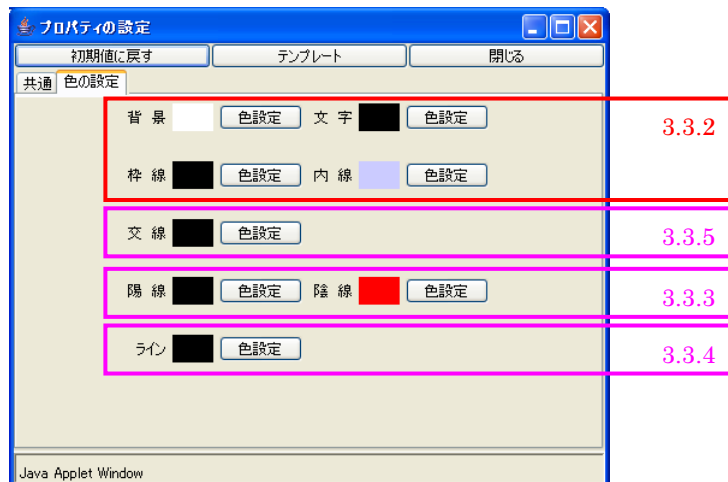 プロパティの設定
初期値に戻す テンプレート 閉じる
共通 色の設定
背 景 色設定 文 字 色設定 3.3.2
枠 線 色設定 内 線 色設定
交 線 色設定 3.3.5
陽 線 色設定 陰 線 色設定 3.3.3
ライン 色設定 3.3.4
Java Applet Window